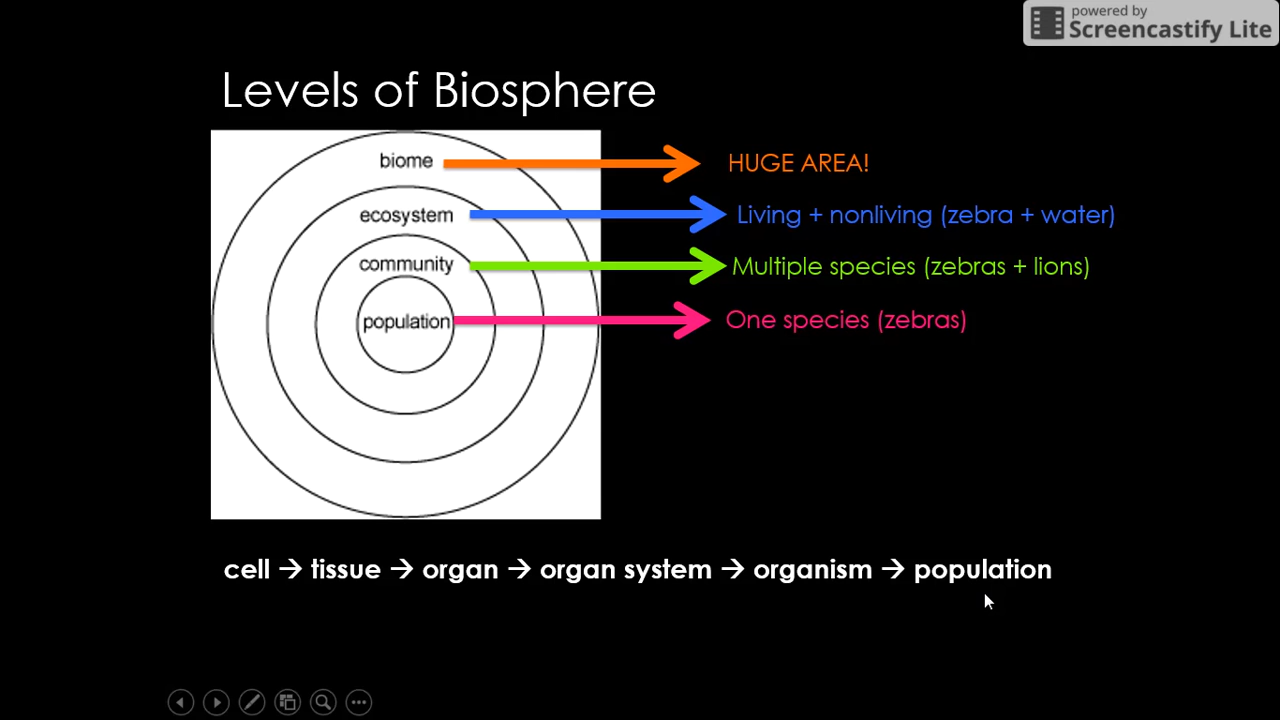 powered by
Screencastify Lite
Levels of Biosphere
biome
HUGE AREA!
ecosystem
Living + nonliving (zebra + water)
community
Multiple species (zebras + lions)
population
One species (zebras)
cell → tissue → organ → organ system → organism → population